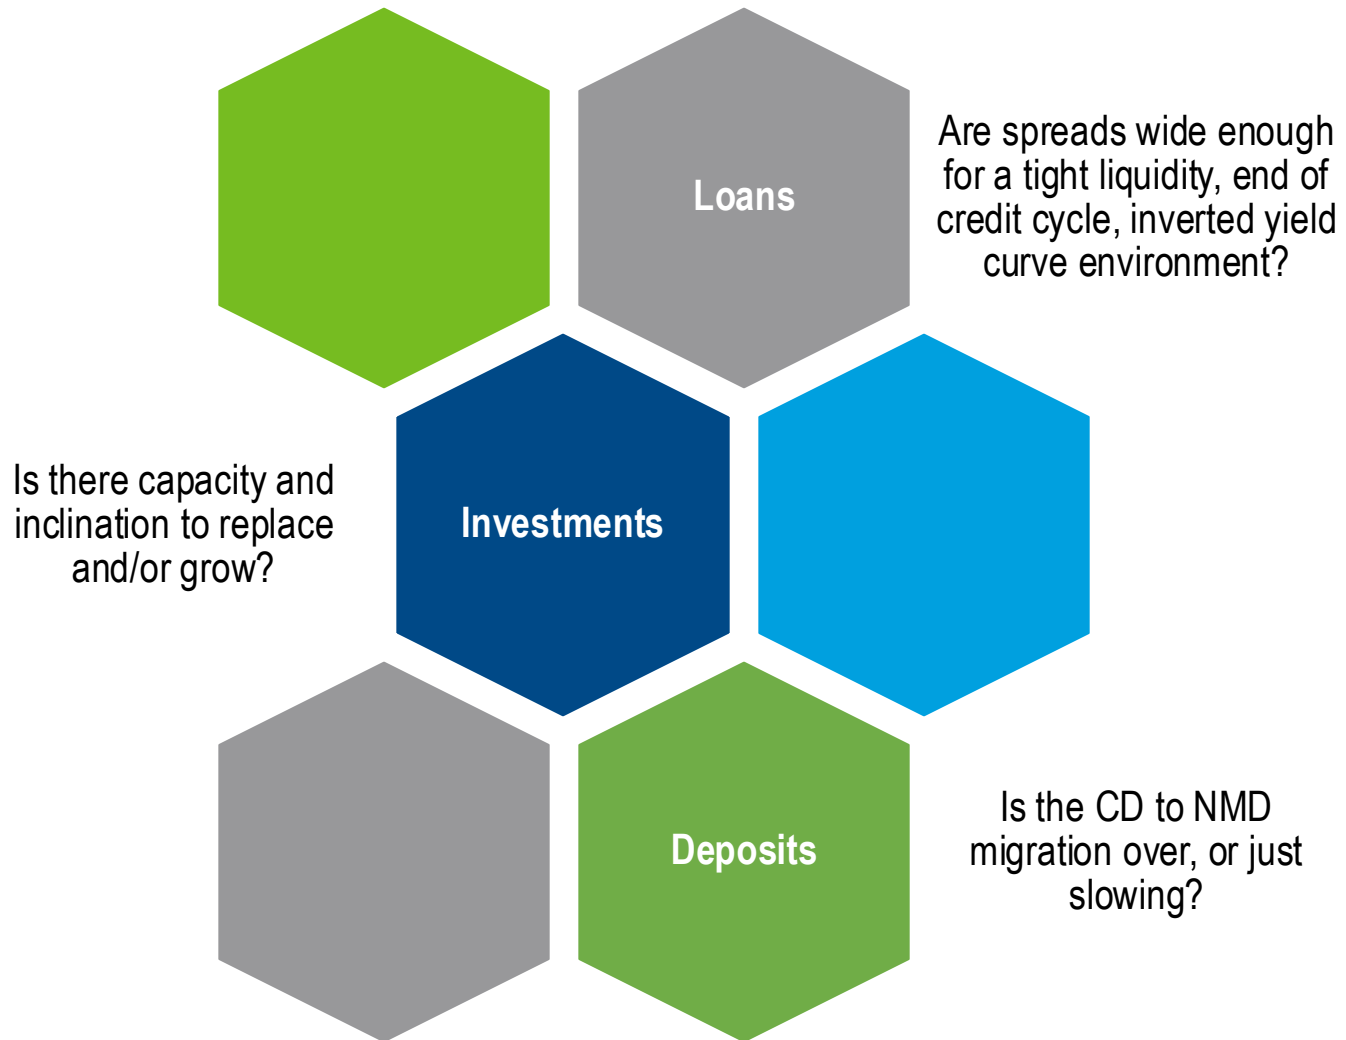 Loans
Are spreads wide enough
for a tight liquidity, end of
credit cycle, inverted yield
curve environment?
Is there capacity and
inclination to replace
and/or grow?
Investments
Deposits
Is the CD to NMD
migration over, or just
slowing?